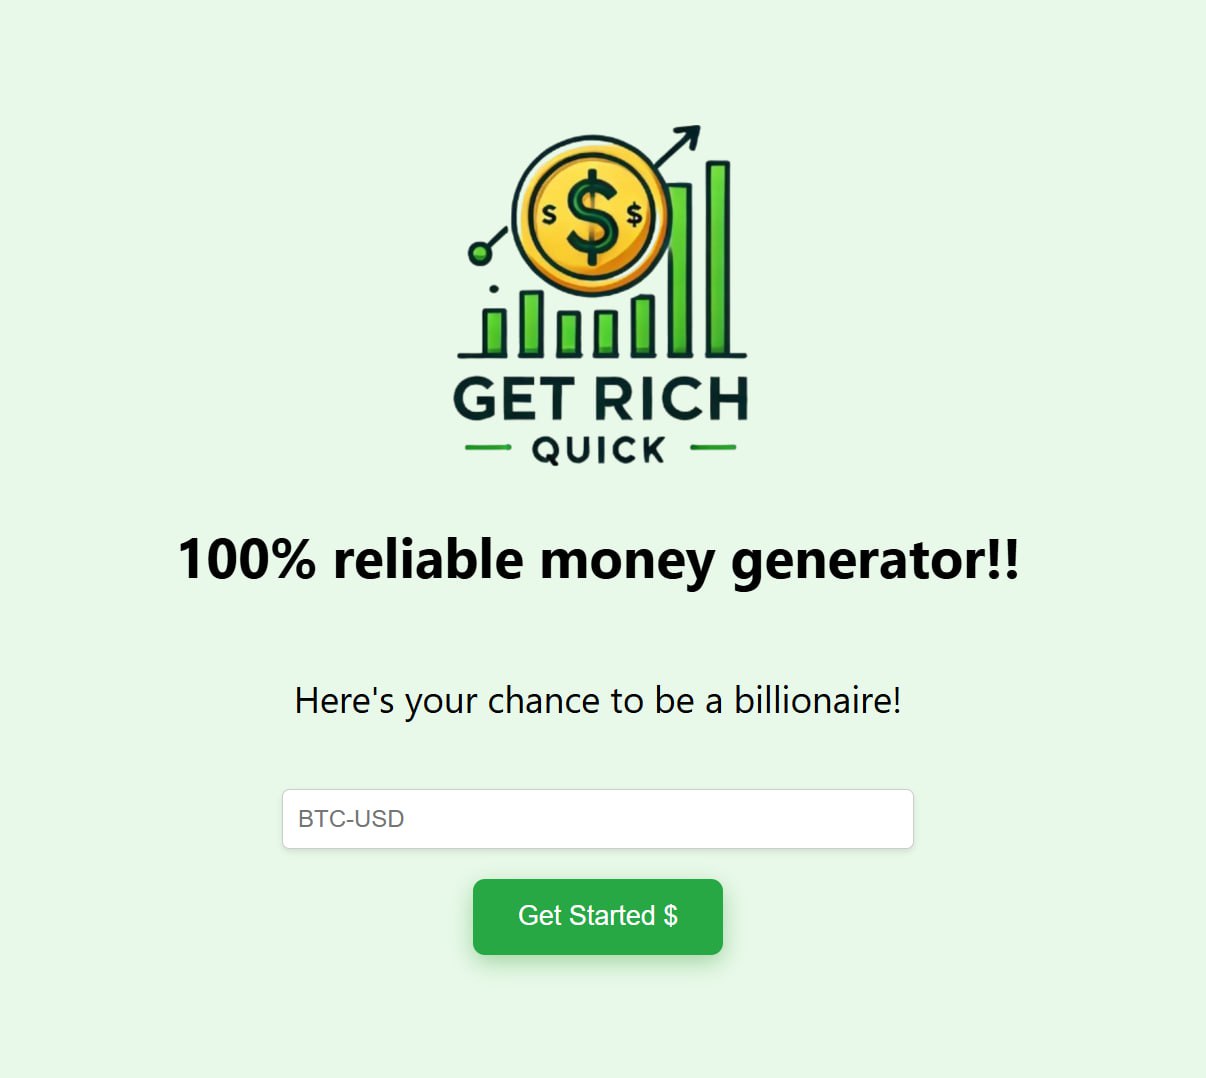 $ $ $
GET RICH
QUICK
100% reliable money generator!!
Here's your chance to be a billionaire!
BTC-USD
Get Started $